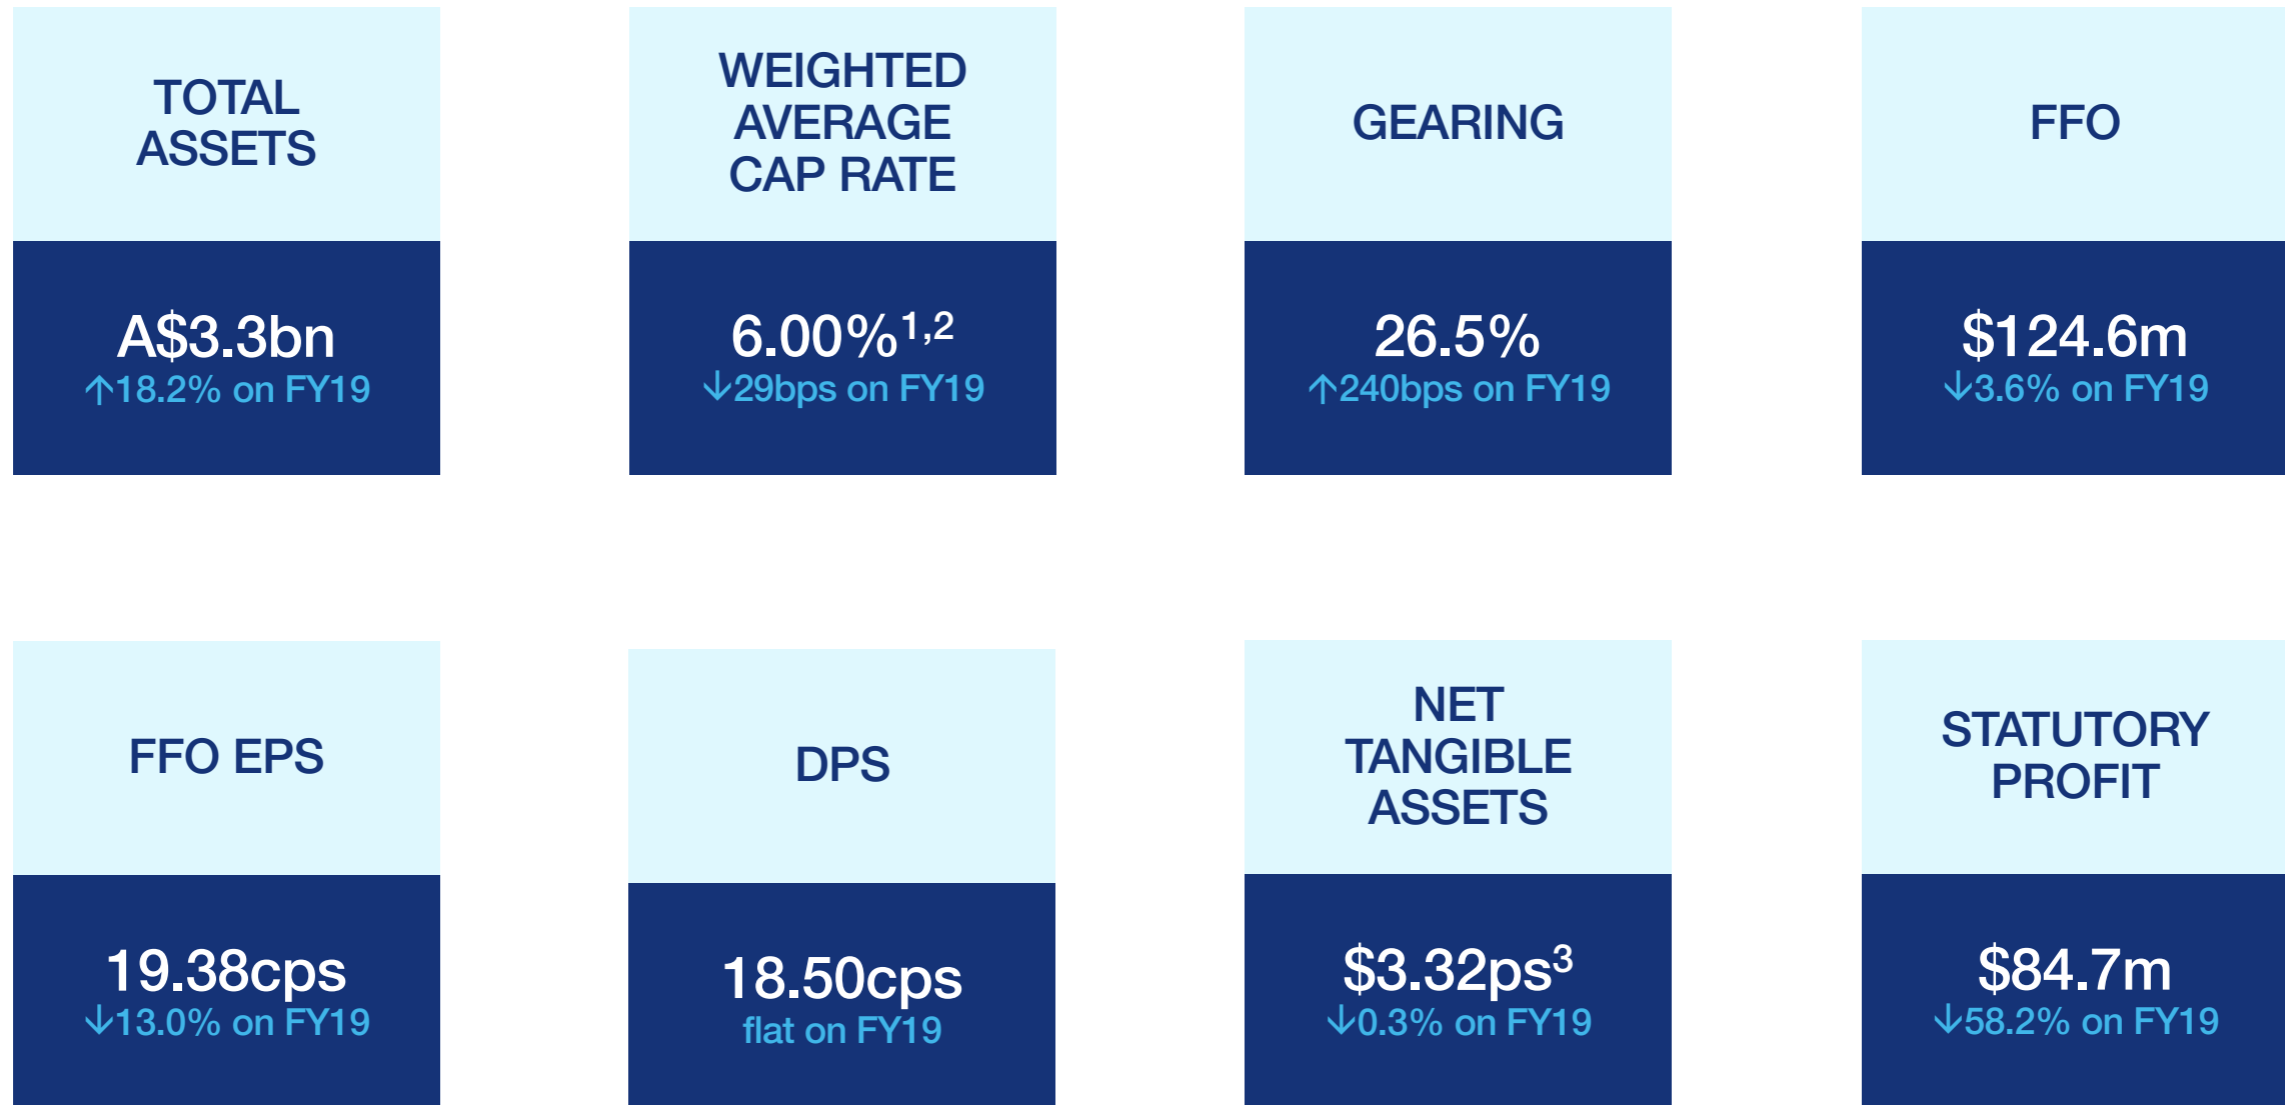 TOTAL
ASSETS
A$3.3bn
↑18.2% on FY19
WEIGHTED
AVERAGE
CAP RATE
6.00%1,2
↓29bps on FY19
GEARING
26.5%
↑240bps on FY19
FFO
$124.6m
↓3.6% on FY19
FFO EPS
19.38cps
↓13.0% on FY19
DPS
18.50cps
flat on FY19
NET
TANGIBLE
ASSETS
$3.32ps3
↓0.3% on FY19
STATUTORY
PROFIT
$84.7m
↓58.2% on FY19